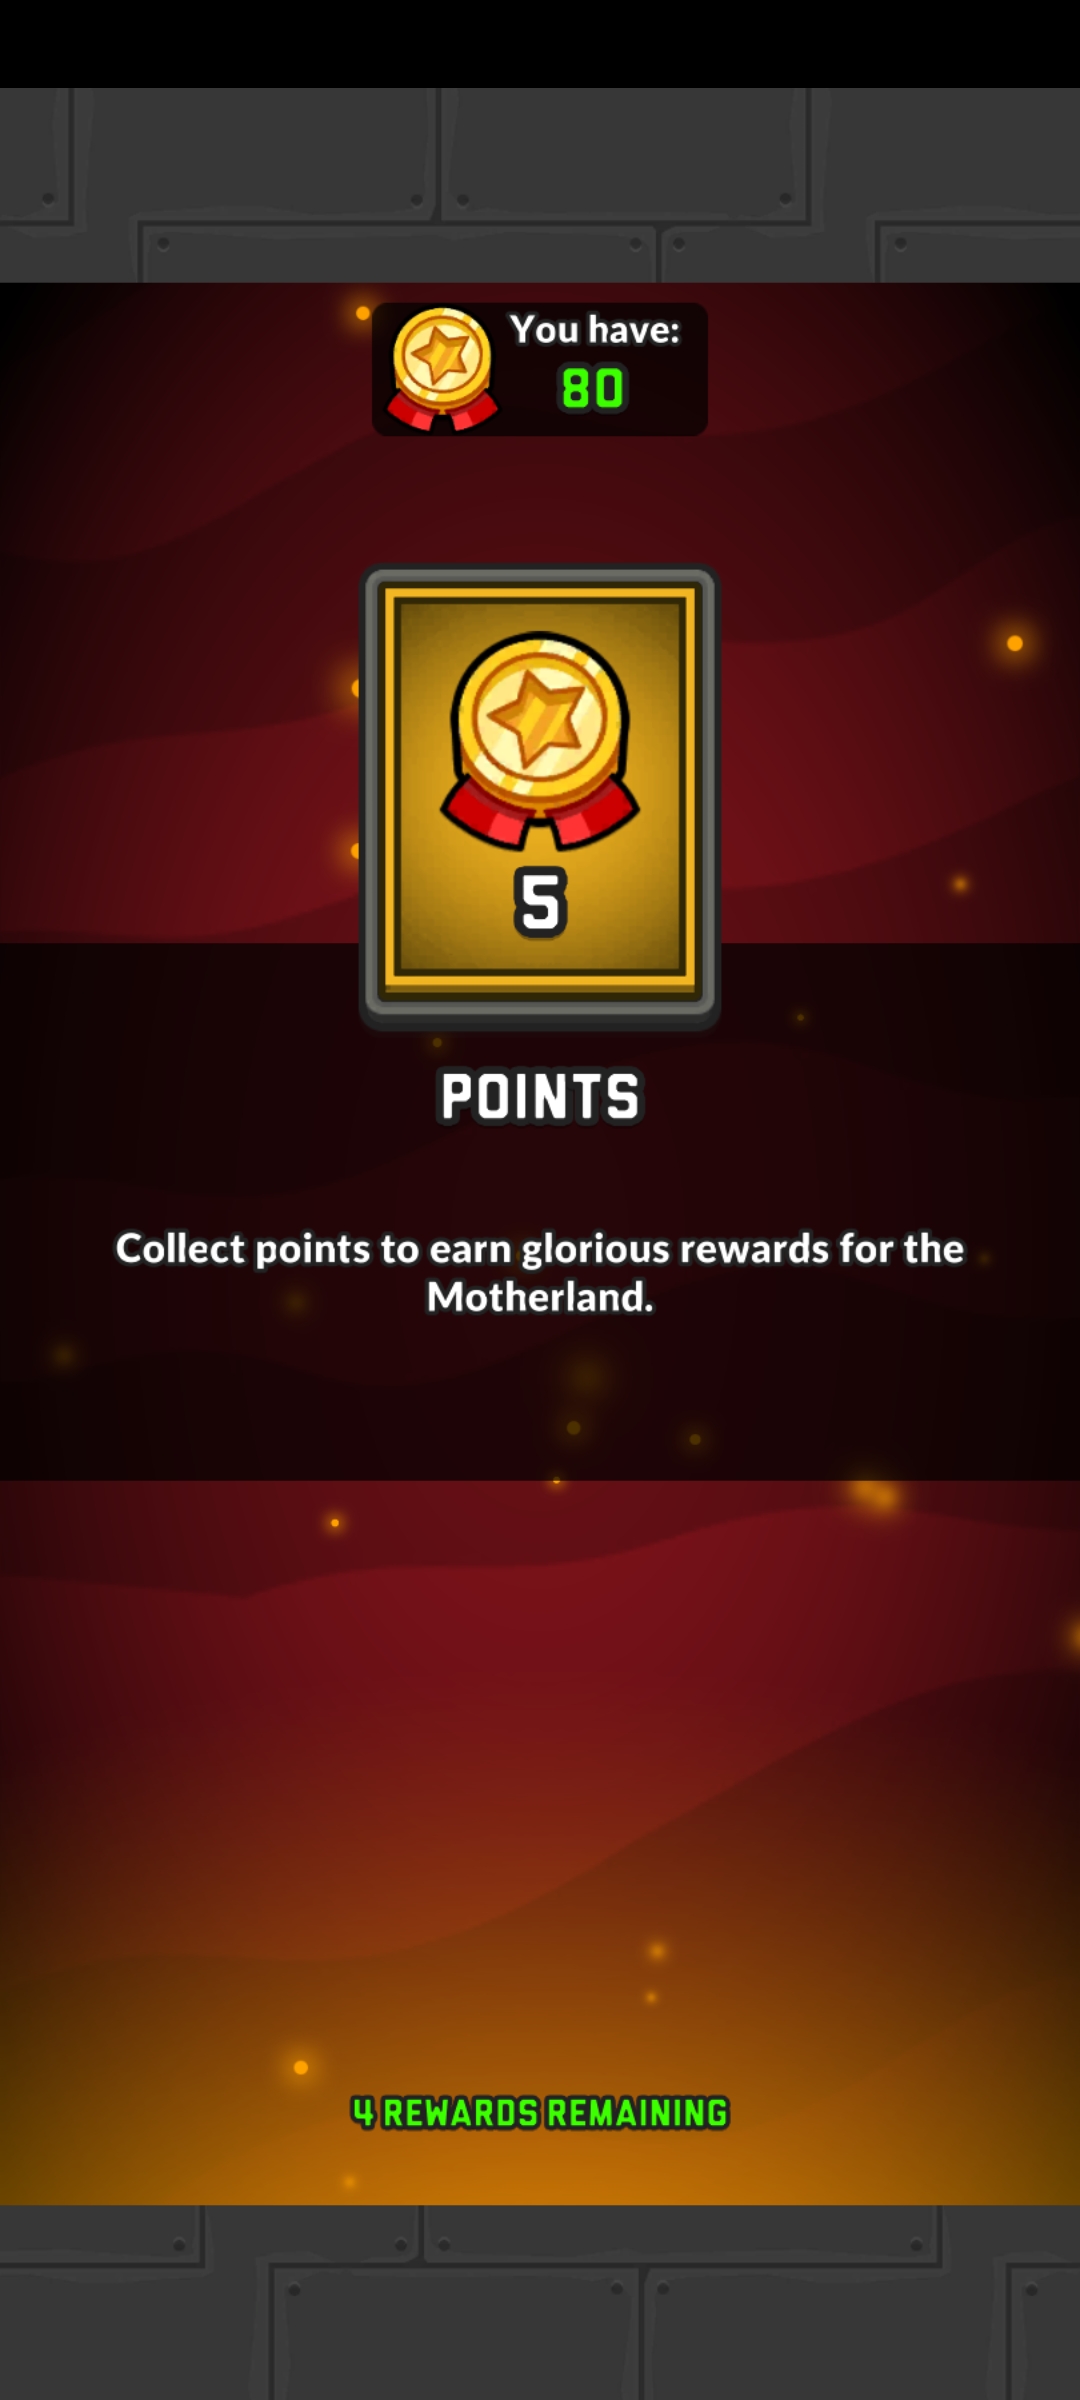 You have:
80
5
POINTS
Collect points to earn glorious rewards for the
Motherland.
4 REWARDS REMAINING